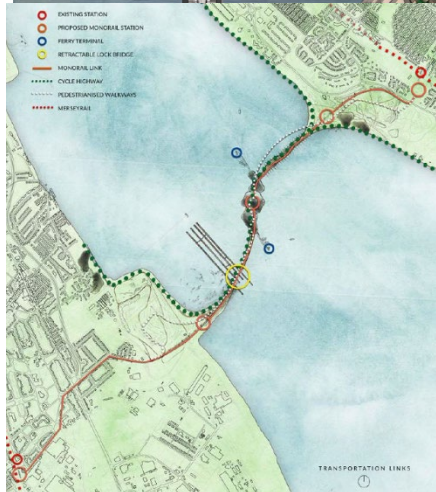 EXISTING STATION
PROPOSED MONORAIL STATION
FERRY TERMINAL
RETRACTABLE LOCK BRIDGE
MONORAIL LINK
CYCLE HIGHWAY
PEDESTRIANISED WALKWAYS
MERSEYRAIL
TRANSPORTATION LINKS